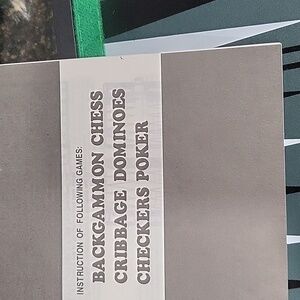 INSTRUCTION OF FOLLOWING GAMES:
BACKGAMMON CHESS
CRIBBAGE DOMINOES
CHECKERS POKER